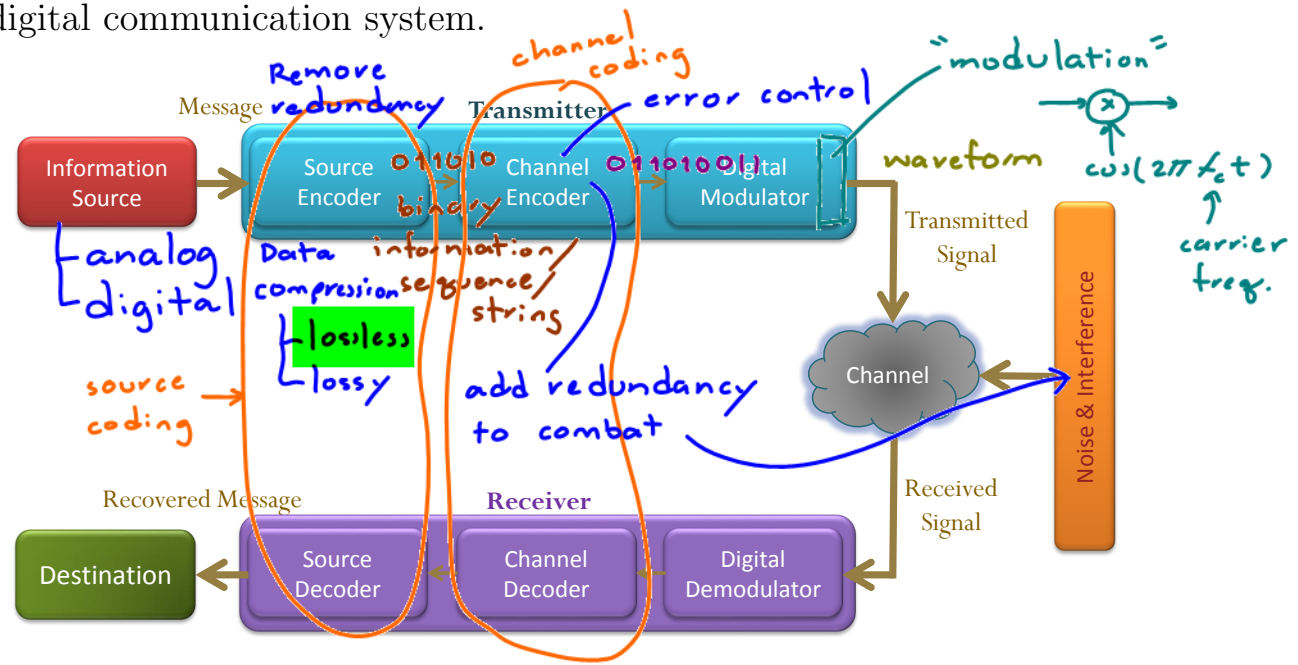 digital communication system.
channel
coding
"modulation"
Remove
redundancy
Message
Transmitter
error control
Information
Source
Source
Encoder
011010
Channel
Encoder
011010011
Digital
Modulator
waveform
cos(2π f_c t)
binary
Transmitted
Signal
carrier
freq.
analog
digital
Data
compression
lossless
lossy
information/
sequence/
string
source
coding
add redundancy
to combat
Channel
Noise & Interference
Recovered Message
Receiver
Received
Signal
Destination
Source
Decoder
Channel
Decoder
Digital
Demodulator